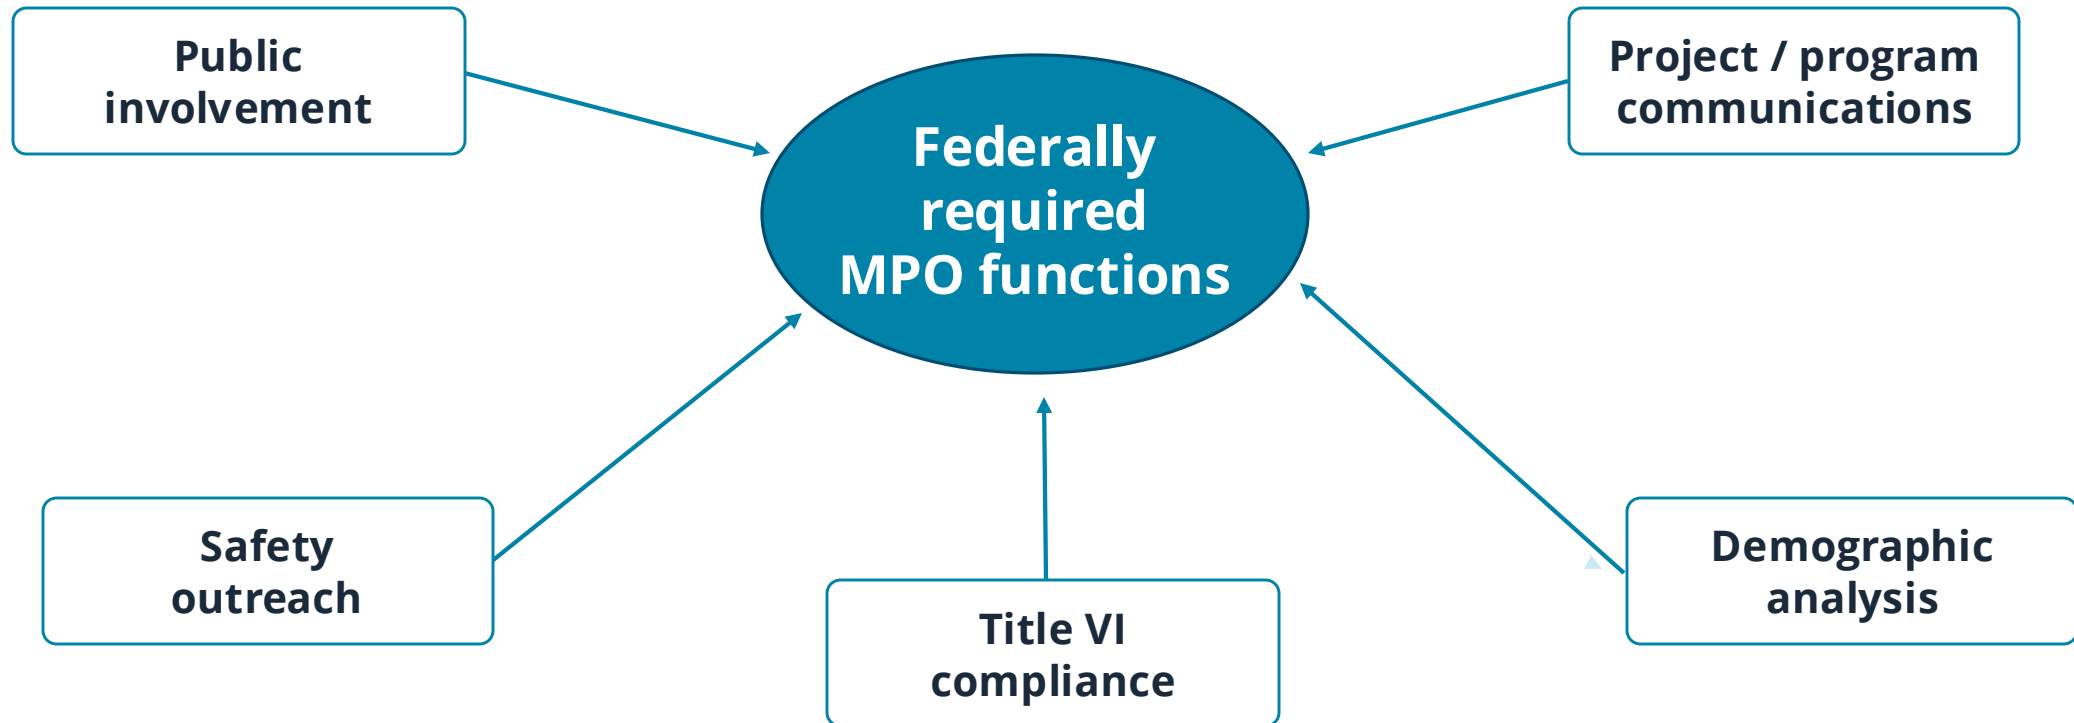 Public
involvement
Federally
required
MPO functions
Project / program
communications
Safety
outreach
Title VI
compliance
Demographic
analysis